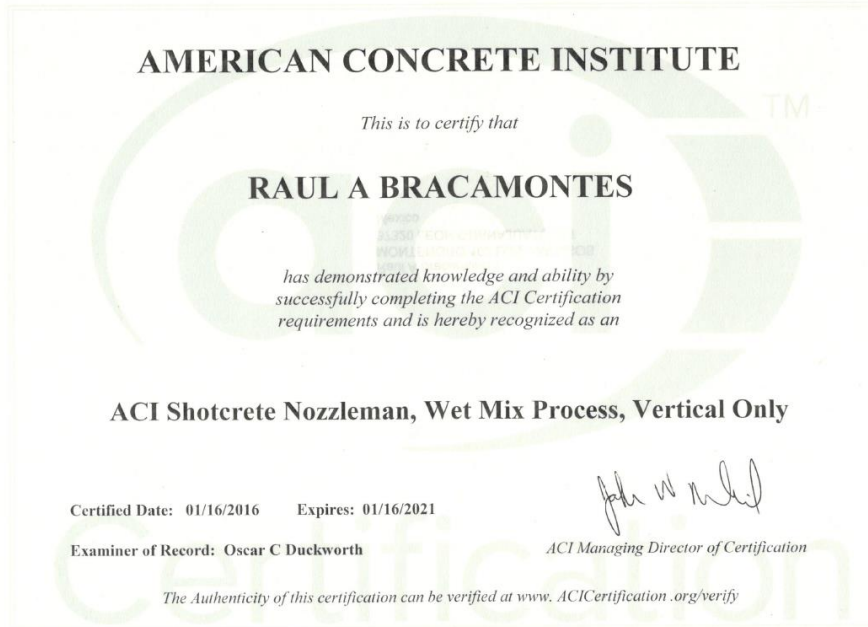 AMERICAN CONCRETE INSTITUTE
TM
This is to certify that
RAUL A BRACAMONTES
has demonstrated knowledge and ability by
successfully completing the ACI Certification
requirements and is hereby recognized as an
aci
ACI Shotcrete Nozzleman, Wet Mix Process, Vertical Only
Certified Date: 01/16/2016 Expires: 01/16/2021
Examiner of Record: Oscar C Duckworth
ACI Managing Director of Certification
Certification
The Authenticity of this certification can be verified at www. ACICertification .org/verify